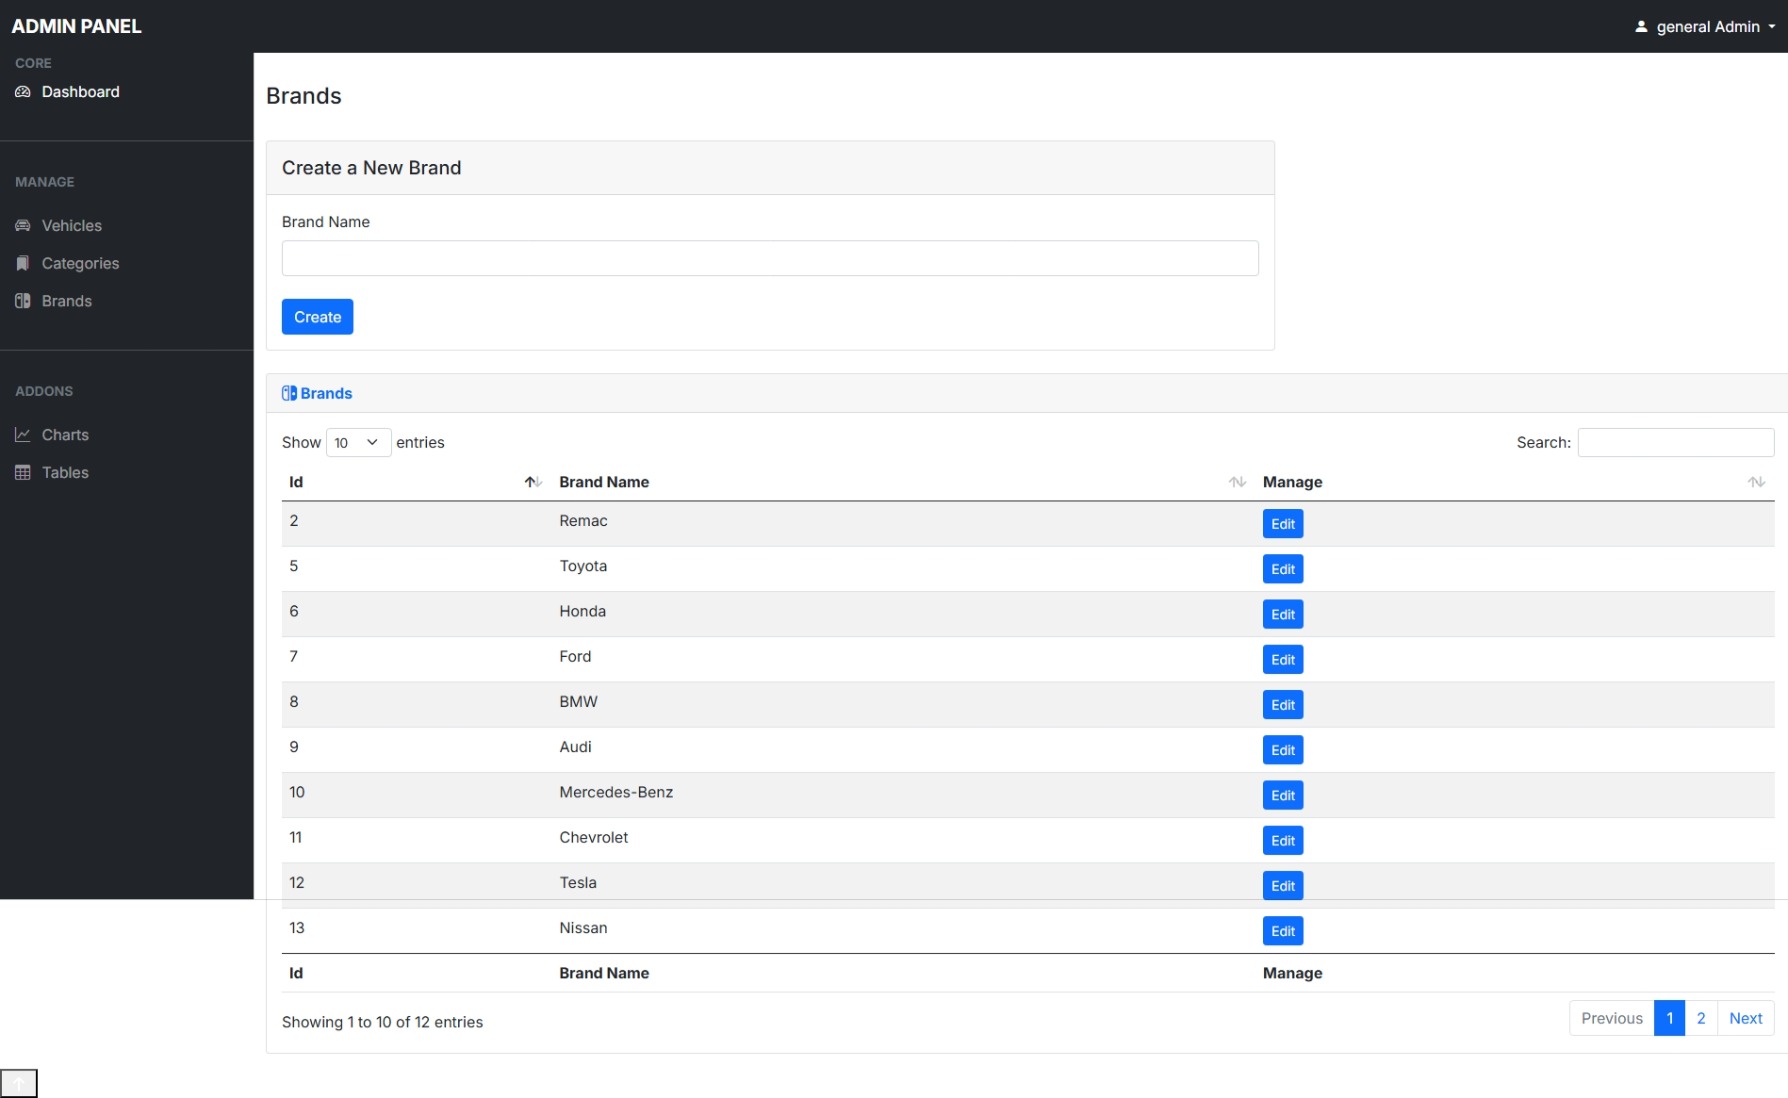 ADMIN PANEL
general Admin
CORE
Dashboard
MANAGE
Vehicles
Categories
Brands
ADDONS
Charts
Tables
Brands
Create a New Brand
Brand Name
Create
Brands
Show 10 entries
Search:
Id Brand Name Manage
2 Remac Edit
5 Toyota Edit
6 Honda Edit
7 Ford Edit
8 BMW Edit
9 Audi Edit
10 Mercedes-Benz Edit
11 Chevrolet Edit
12 Tesla Edit
13 Nissan Edit
Id Brand Name Manage
Showing 1 to 10 of 12 entries
Previous 1 2 Next